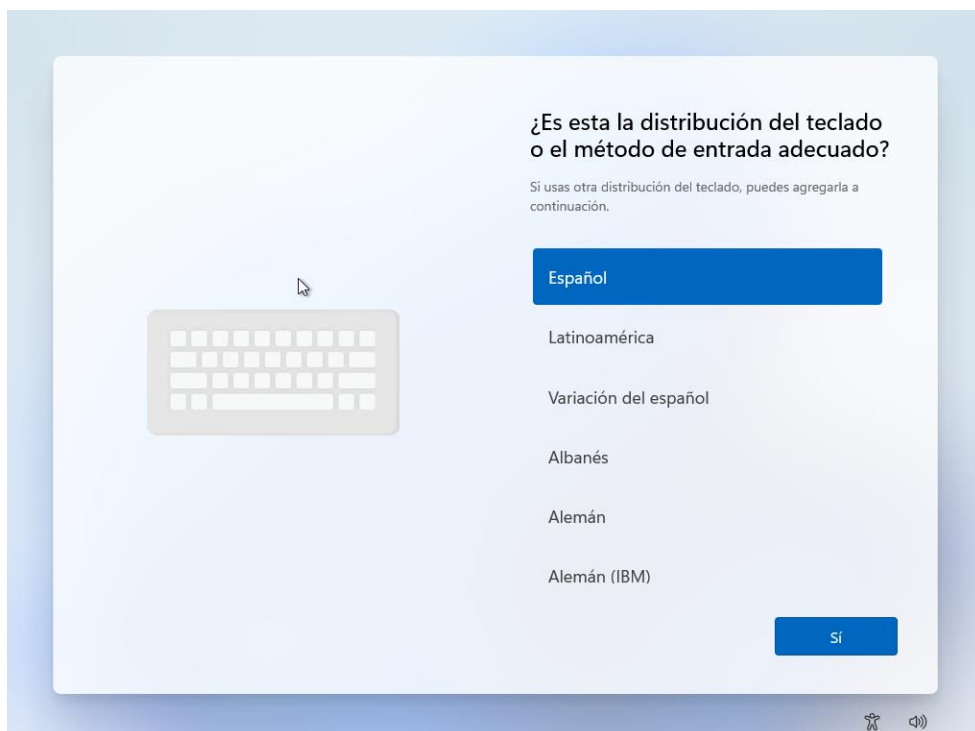 ¿Es esta la distribución del teclado
o el método de entrada adecuado?
Si usas otra distribución del teclado, puedes agregarla a
continuación.
Español
Latinoamérica
Variación del español
Albanés
Alemán
Alemán (IBM)
Sí